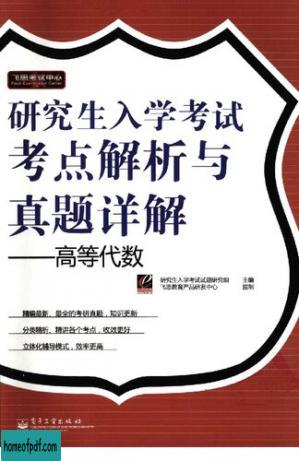 飞思考试中心
Fecit Examination Center
研究生入学考试
考点解析与
真题详解
——高等代数
研究生入学考试试题研究组 主编
飞思教育产品研发中心 监制
精编最新、最全的考研真题，知识更新
分类精析、精讲各个考点，收效更好
立体化辅导模式，效率更高
电子工业出版社
homeofpdf.com